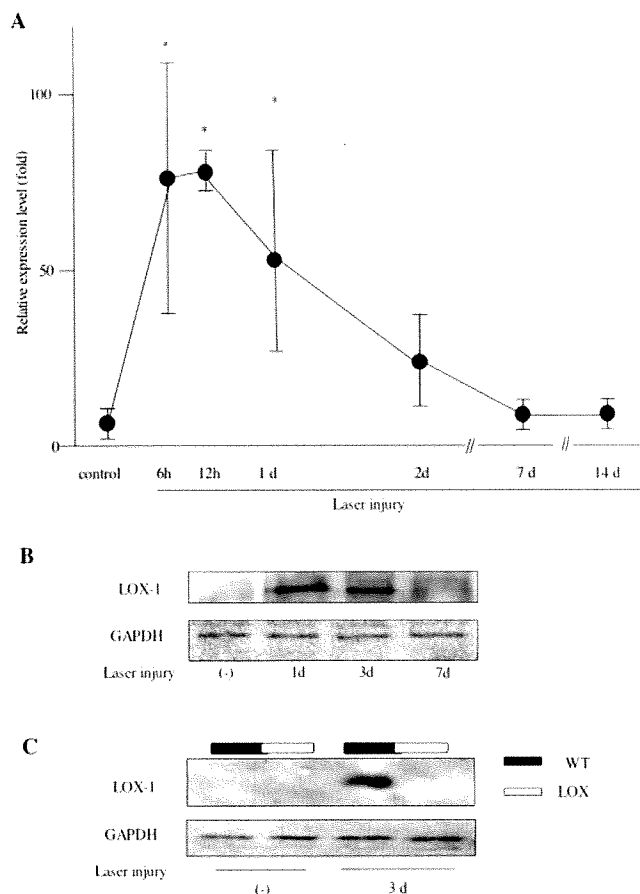 A
*
*
*
100
50
0
Relative expression level (fold)
control 6h 12h 1 d 2d 7 d 14 d
Laser injury
B
LOX-1
GAPDH
Laser injury (-) 1d 3d 7d
C
WT
LOX-1
LOX
GAPDH
Laser injury (-) 3 d